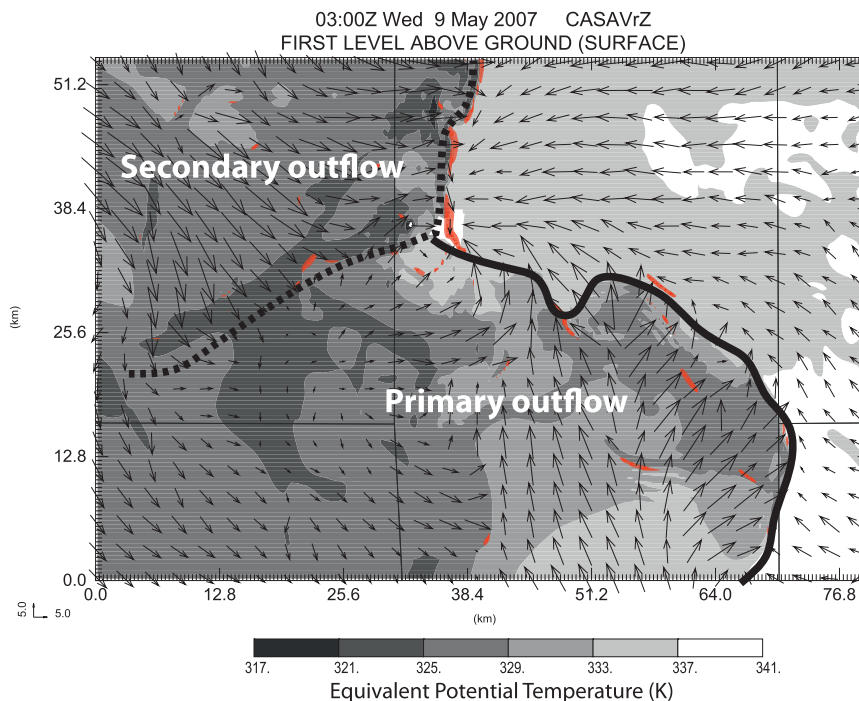 03:00Z Wed 9 May 2007 CASAVrZ
FIRST LEVEL ABOVE GROUND (SURFACE)
51.2
Secondary outflow
38.4
(km)
25.6
Primary outflow
12.8
0.0
0.0 12.8 25.6 38.4 51.2 64.0 76.8
5.0 5.0
(km)
317. 321. 325. 329. 333. 337. 341.
Equivalent Potential Temperature (K)